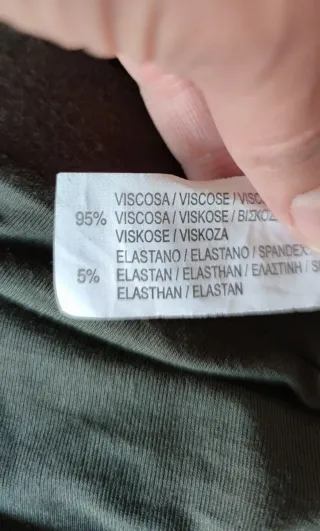 VISCOSA / VISCOSE /
95% VISCOSA / VISKOSE / ΒΙΣΚΟΖ
VISKOSE / VISKOZA
ELASTANO / ELASTANO / SPANDEX
5% ELASTAN / ELASTHAN / ΕΛΑΣΤΙΝΗ /
ELASTHAN / ELASTAN